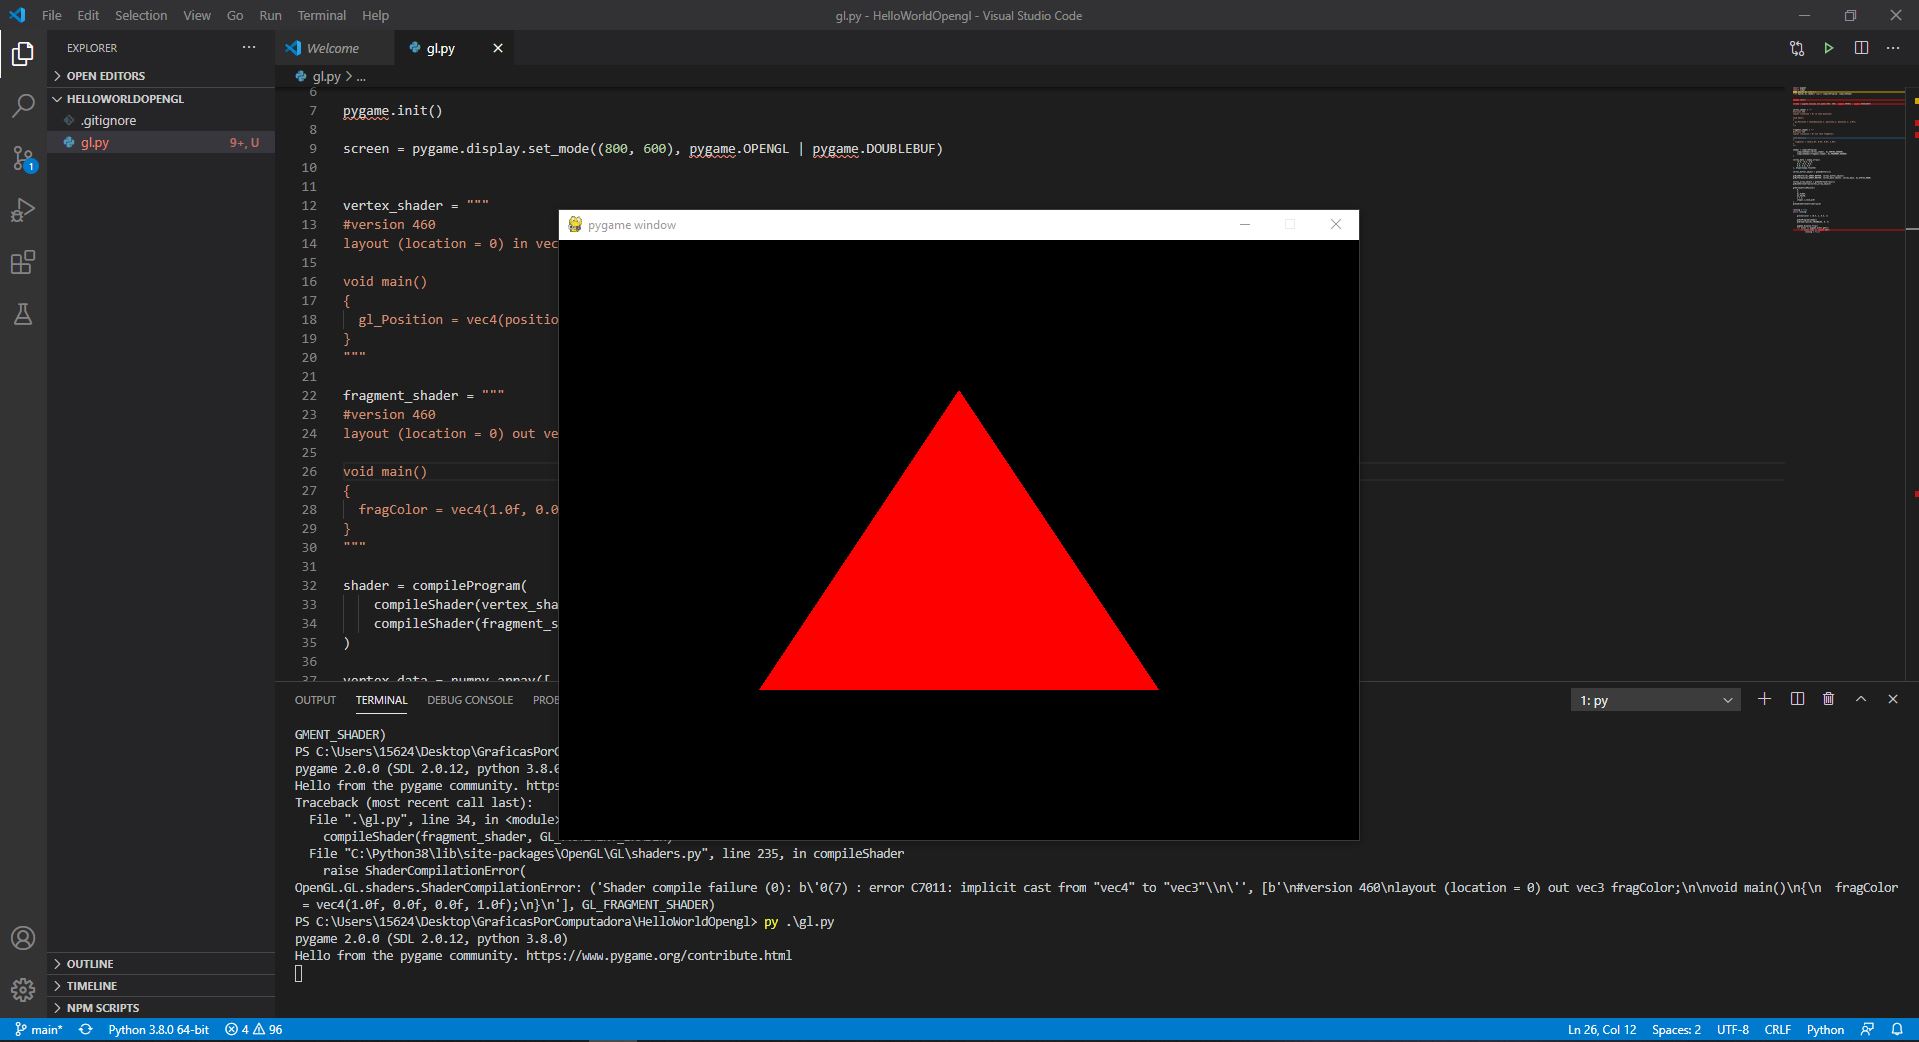 File Edit Selection View Go Run Terminal Help
gl.py - HelloWorldOpengl - Visual Studio Code
EXPLORER
OPEN EDITORS
HELLOWORLDOPENGL
.gitignore
gl.py 9+, U
1
OUTLINE
TIMELINE
NPM SCRIPTS
Welcome
gl.py
gl.py > ...
6
7 pygame.init()
8
9 screen = pygame.display.set_mode((800, 600), pygame.OPENGL | pygame.DOUBLEBUF)
10
11
12 vertex_shader = """
13 #version 460
14 layout (location = 0) in vec
15
16 void main()
17 {
18 gl_Position = vec4(positio
19 }
20 """
21
22 fragment_shader = """
23 #version 460
24 layout (location = 0) out ve
25
26 void main()
27 {
28 fragColor = vec4(1.0f, 0.0
29 }
30 """
31
32 shader = compileProgram(
33 compileShader(vertex_sha
34 compileShader(fragment_s
35 )
36
37 vertex_data = numpy.array([
pygame window
OUTPUT TERMINAL DEBUG CONSOLE PROB
1: py
GMENT_SHADER)
PS C:\Users\15624\Desktop\GraficasPorC
pygame 2.0.0 (SDL 2.0.12, python 3.8.0
Hello from the pygame community. https
Traceback (most recent call last):
File ".\gl.py", line 34, in <module>
compileShader(fragment_shader, GL_
File "C:\Python38\lib\site-packages\OpenGL\GL\shaders.py", line 235, in compileShader
raise ShaderCompilationError(
OpenGL.GL.shaders.ShaderCompilationError: ('Shader compile failure (0): b\'0(7) : error C7011: implicit cast from "vec4" to "vec3"\\n\'', [b'\n#version 460\nlayout (location = 0) out vec3 fragColor;\n\nvoid main()\n{\n  fragColor
= vec4(1.0f, 0.0f, 0.0f, 1.0f);\n}\n'], GL_FRAGMENT_SHADER)
PS C:\Users\15624\Desktop\GraficasPorComputadora\HelloWorldOpengl> py .\gl.py
pygame 2.0.0 (SDL 2.0.12, python 3.8.0)
Hello from the pygame community. https://www.pygame.org/contribute.html
main* Python 3.8.0 64-bit 4 96
Ln 26, Col 12 Spaces: 2 UTF-8 CRLF Python